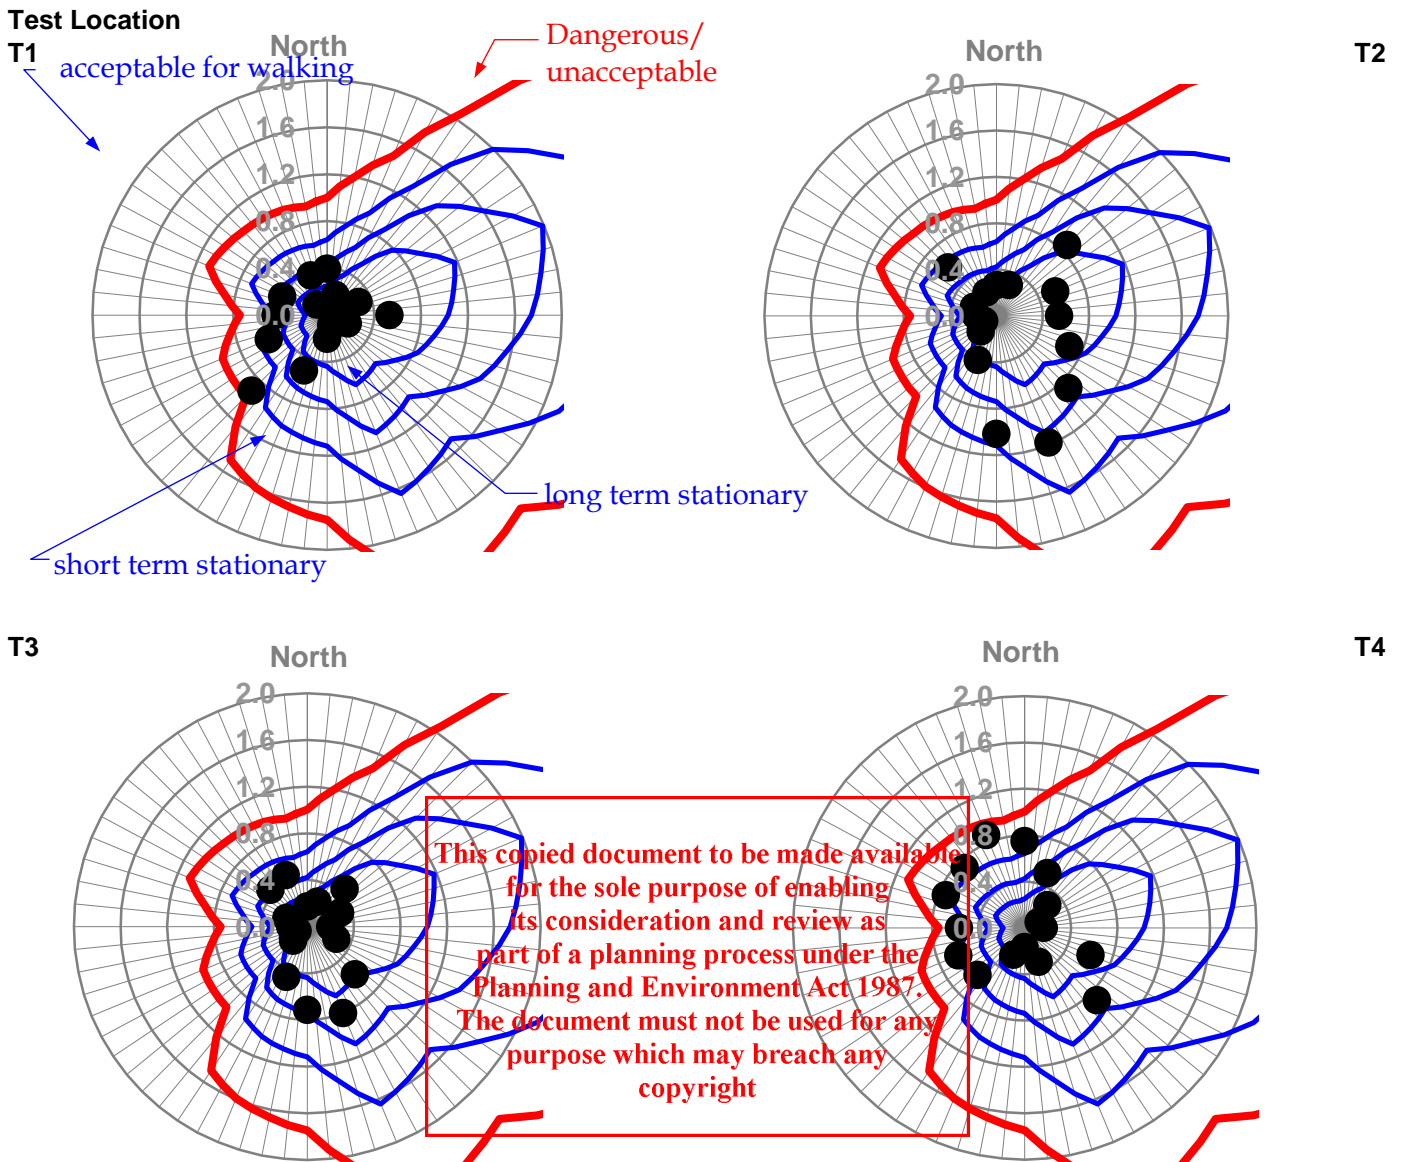 Test Location
T1
North
acceptable for walking
Dangerous/
unacceptable
2.0
1.6
1.2
0.8
0.4
0.0
long term stationary
short term stationary
T2
North
2.0
1.6
1.2
0.8
0.4
0.0
T3
North
2.0
1.6
1.2
0.8
0.4
0.0
T4
North
2.0
1.6
1.2
0.8
0.4
0.0
This copied document to be made available
for the sole purpose of enabling
its consideration and review as
part of a planning process under the
Planning and Environment Act 1987.
The document must not be used for any
purpose which may breach any
copyright